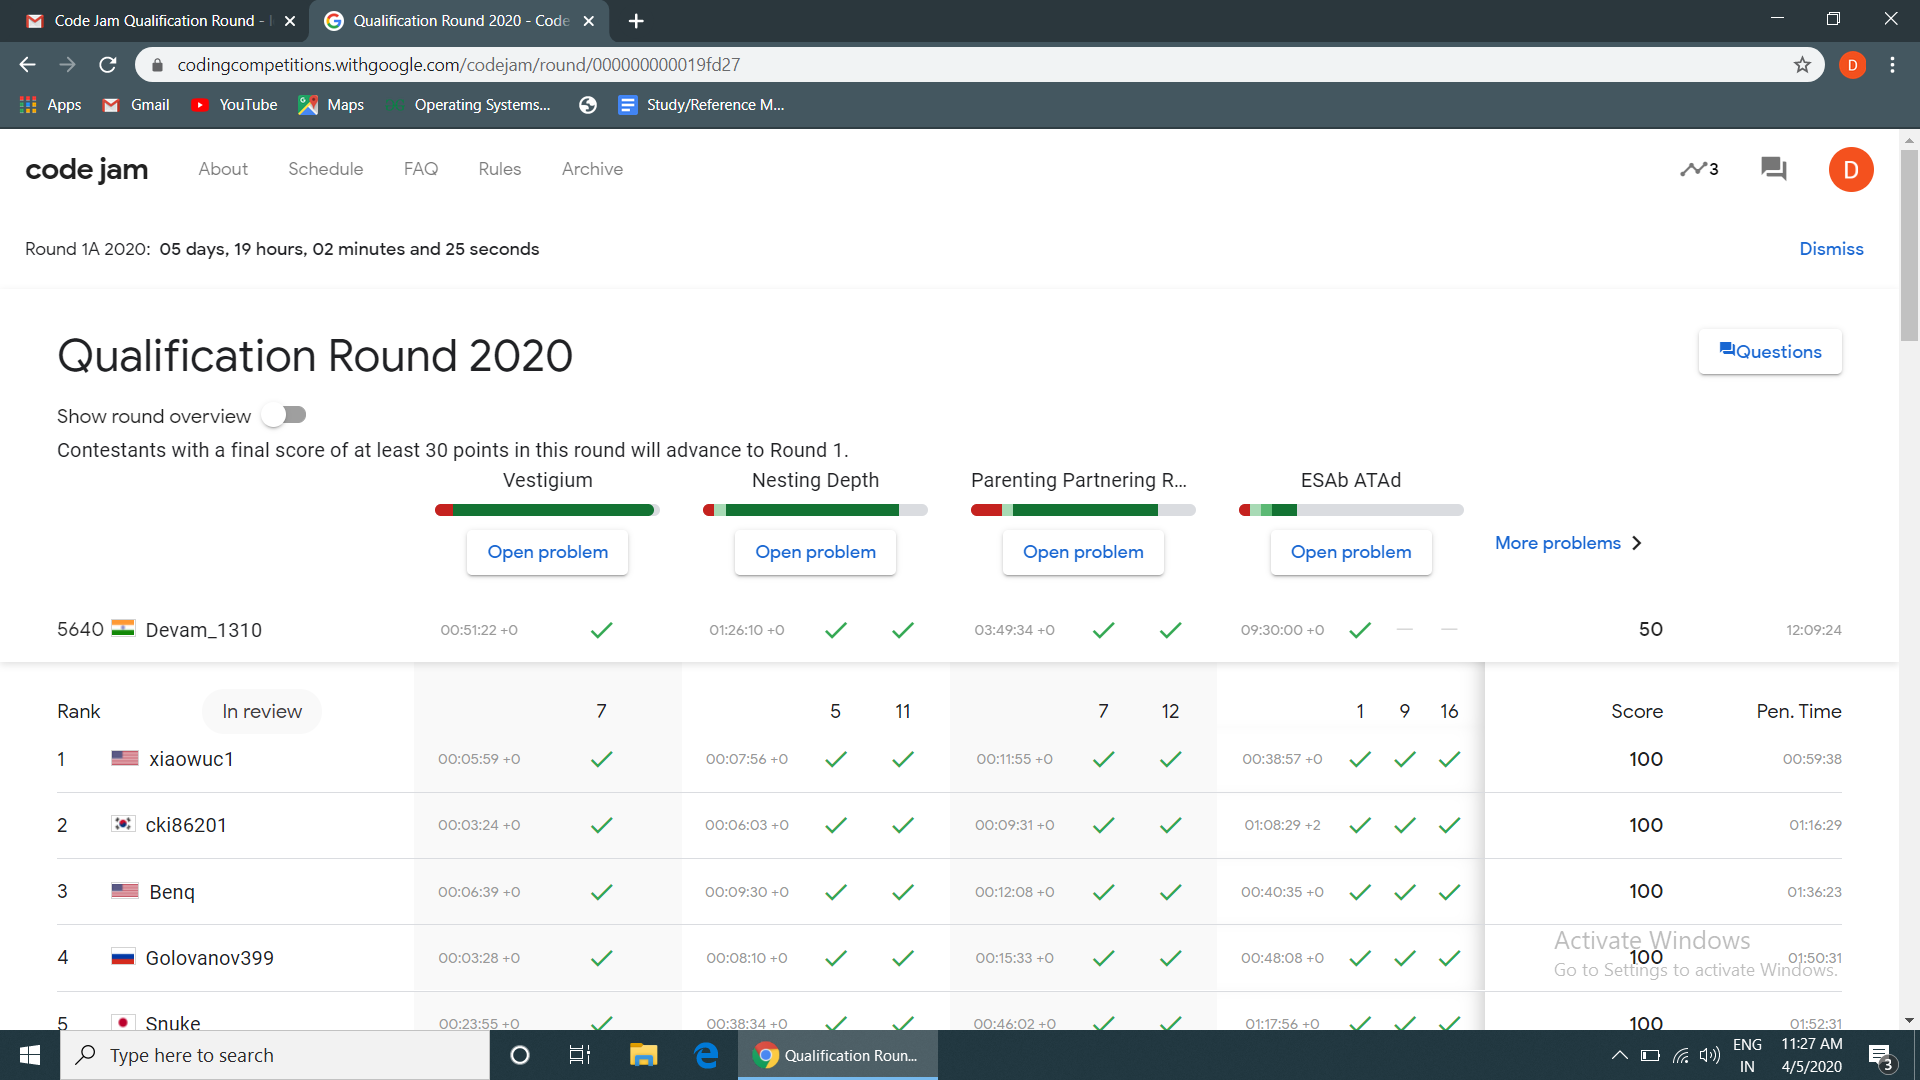 Code Jam Qualification Round -
Qualification Round 2020 - Code
codingcompetitions.withgoogle.com/codejam/round/000000000019fd27
D
Apps Gmail YouTube Maps Operating Systems... Study/Reference M...
code jam About Schedule FAQ Rules Archive 3 D
Round 1A 2020: 05 days, 19 hours, 02 minutes and 25 seconds Dismiss
Qualification Round 2020 Questions
Show round overview
Contestants with a final score of at least 30 points in this round will advance to Round 1.
Vestigium Nesting Depth Parenting Partnering R... ESAb ATAd
Open problem Open problem Open problem Open problem More problems
5640 Devam_1310 00:51:22 +0 01:26:10 +0 03:49:34 +0 09:30:00 +0 50 12:09:24
Rank In review 7 5 11 7 12 1 9 16 Score Pen. Time
1 xiaowuc1 00:05:59 +0 00:07:56 +0 00:11:55 +0 00:38:57 +0 100 00:59:38
2 cki86201 00:03:24 +0 00:06:03 +0 00:09:31 +0 01:08:29 +2 100 01:16:29
3 Benq 00:06:39 +0 00:09:30 +0 00:12:08 +0 00:40:35 +0 100 01:36:23
4 Golovanov399 00:03:28 +0 00:08:10 +0 00:15:33 +0 00:48:08 +0 100 01:50:31
Activate Windows
Go to Settings to activate Windows.
5 Snuke 00:23:55 +0 00:38:34 +0 00:46:02 +0 01:17:56 +0 100 01:52:31
Type here to search Qualification Roun... ENG 11:27 AM
IN 4/5/2020 3